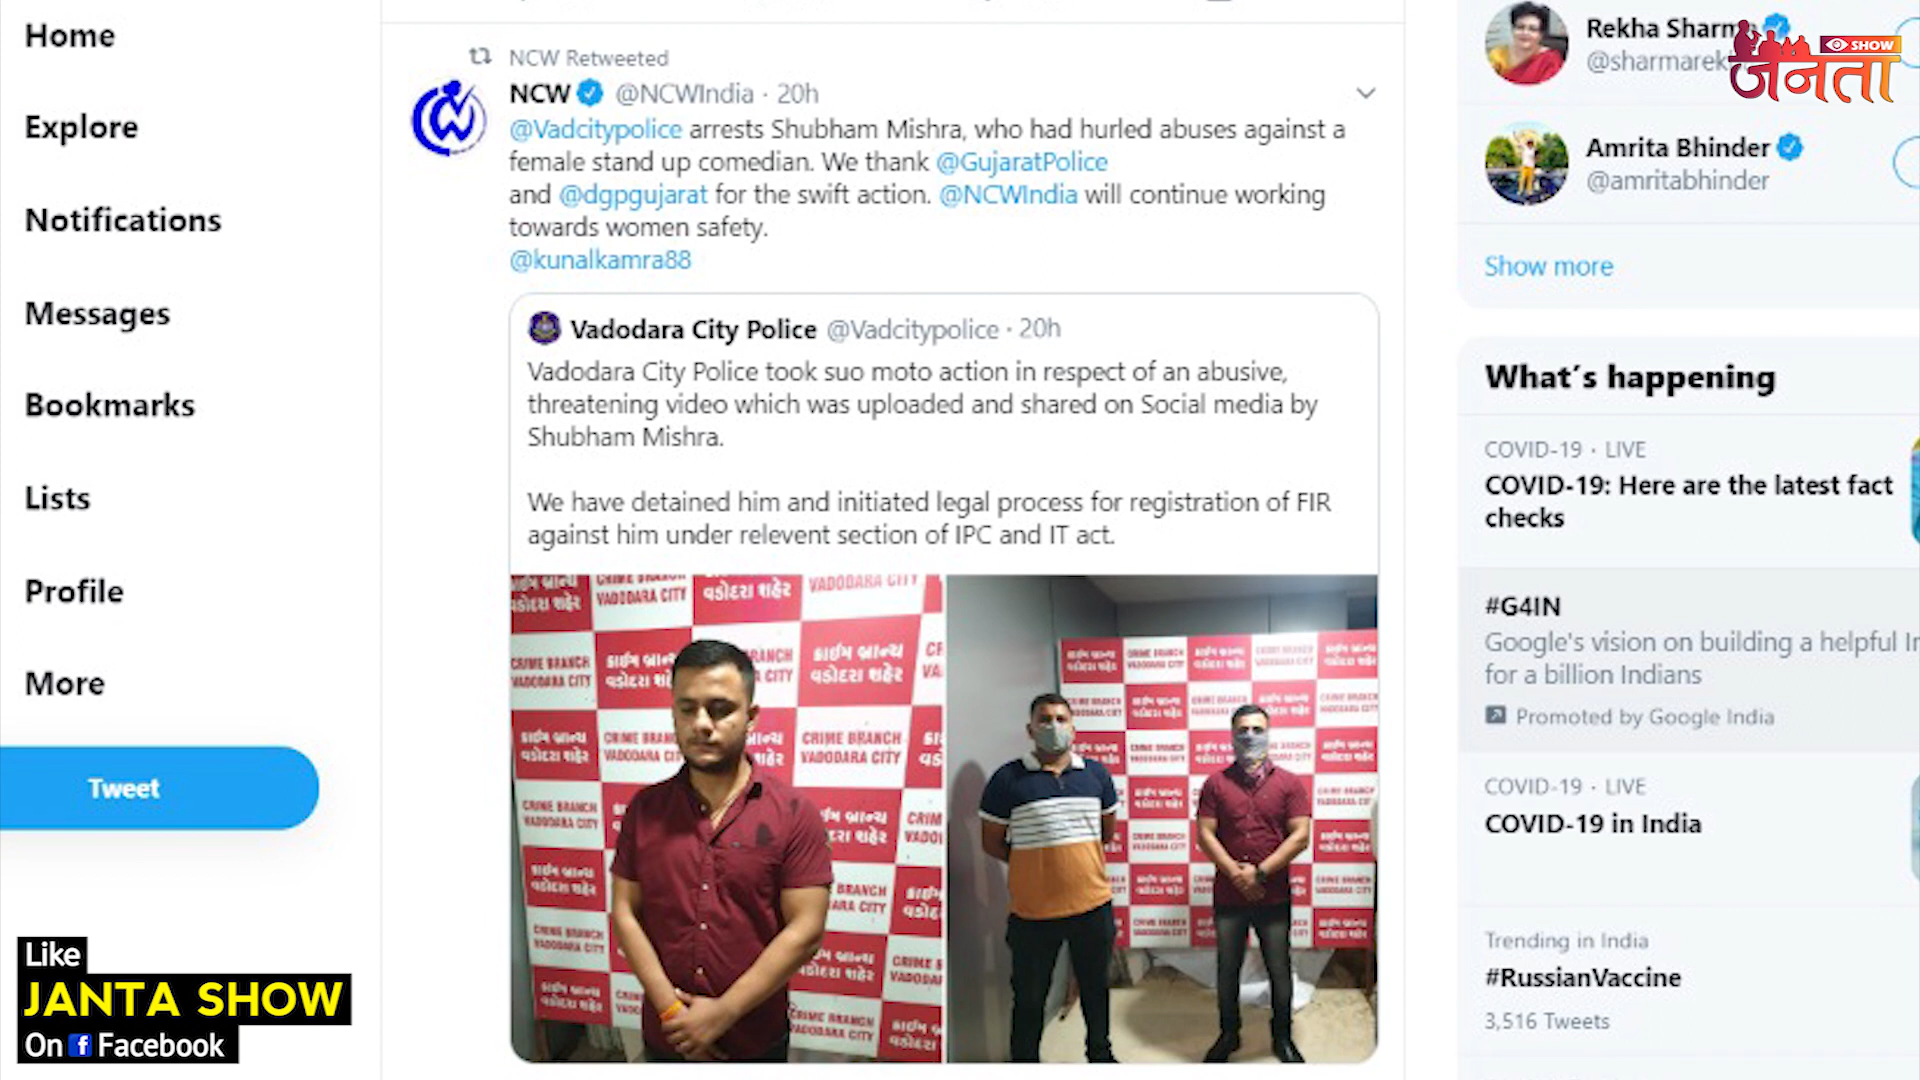 Home
Explore
Notifications
Messages
Bookmarks
Lists
Profile
More
Tweet
Like
JANTA SHOW
On f Facebook
NCW Retweeted
NCW @NCWIndia · 20h
@Vadcitypolice arrests Shubham Mishra, who had hurled abuses against a
female stand up comedian. We thank @GujaratPolice
and @dgpgujarat for the swift action. @NCWIndia will continue working
towards women safety.
@kunalkamra88
Vadodara City Police @Vadcitypolice · 20h
Vadodara City Police took suo moto action in respect of an abusive,
threatening video which was uploaded and shared on Social media by
Shubham Mishra.
We have detained him and initiated legal process for registration of FIR
against him under relevent section of IPC and IT act.
CRIME BRANCH
VADODARA CITY
ક્રાઈમ બ્રાન્ચ
વડોદરા શહેર
Rekha Sharm
@sharmarek
SHOW
जनता
Amrita Bhinder
@amritabhinder
Show more
What's happening
COVID-19 · LIVE
COVID-19: Here are the latest fact
checks
#G4IN
Google's vision on building a helpful In
for a billion Indians
Promoted by Google India
COVID-19 · LIVE
COVID-19 in India
Trending in India
#RussianVaccine
3,516 Tweets